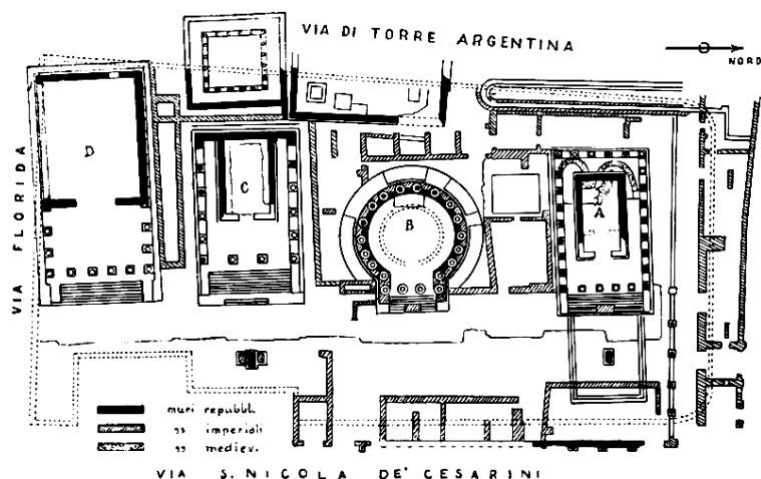 VIA DI TORRE ARGENTINA
NORD
VIA FLORIDA
D
C
B
A
muri repubbl.
" imperiali
" mediev.
VIA S. NICOLA DE' CESARINI